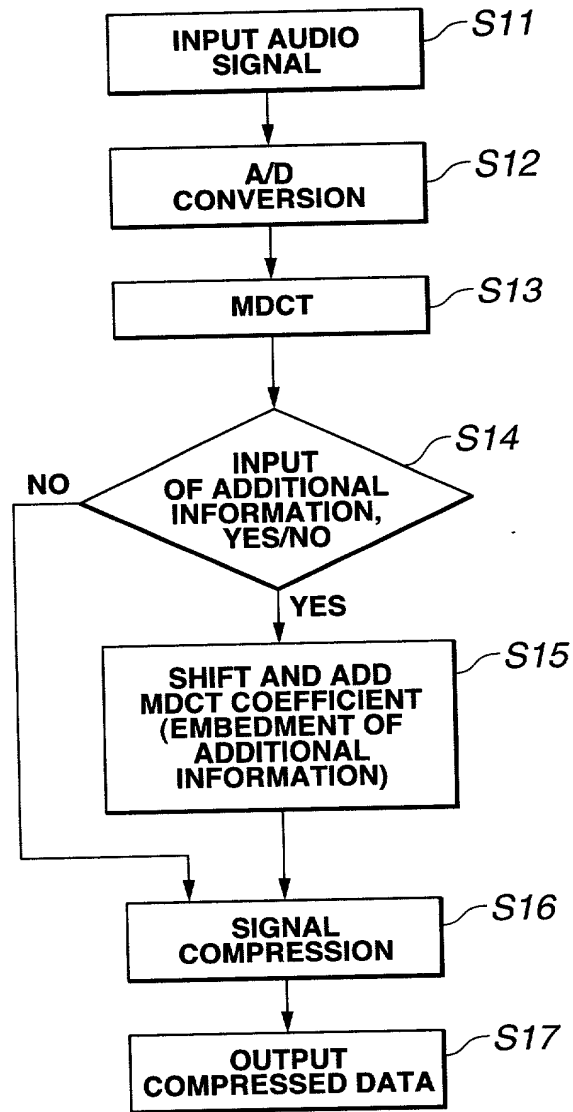 INPUT AUDIO
SIGNAL
S11
A/D
CONVERSION
S12
MDCT
S13
INPUT
OF ADDITIONAL
INFORMATION,
YES/NO
S14
NO
YES
SHIFT AND ADD
MDCT COEFFICIENT
(EMBEDMENT OF
ADDITIONAL
INFORMATION)
S15
SIGNAL
COMPRESSION
S16
OUTPUT
COMPRESSED DATA
S17